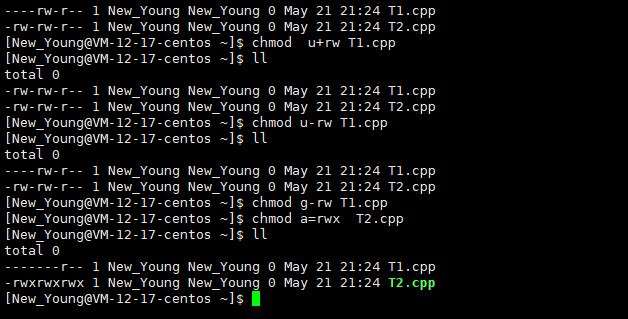 ----rw-r-- 1 New_Young New_Young 0 May 21 21:24 T1.cpp
-rw-rw-r-- 1 New_Young New_Young 0 May 21 21:24 T2.cpp
[New_Young@VM-12-17-centos ~]$ chmod  u+rw T1.cpp
[New_Young@VM-12-17-centos ~]$ ll
total 0
-rw-rw-r-- 1 New_Young New_Young 0 May 21 21:24 T1.cpp
-rw-rw-r-- 1 New_Young New_Young 0 May 21 21:24 T2.cpp
[New_Young@VM-12-17-centos ~]$ chmod u-rw T1.cpp
[New_Young@VM-12-17-centos ~]$ ll
total 0
----rw-r-- 1 New_Young New_Young 0 May 21 21:24 T1.cpp
-rw-rw-r-- 1 New_Young New_Young 0 May 21 21:24 T2.cpp
[New_Young@VM-12-17-centos ~]$ chmod g-rw T1.cpp
[New_Young@VM-12-17-centos ~]$ chmod a=rwx  T2.cpp
[New_Young@VM-12-17-centos ~]$ ll
total 0
-------r-- 1 New_Young New_Young 0 May 21 21:24 T1.cpp
-rwxrwxrwx 1 New_Young New_Young 0 May 21 21:24 T2.cpp
[New_Young@VM-12-17-centos ~]$